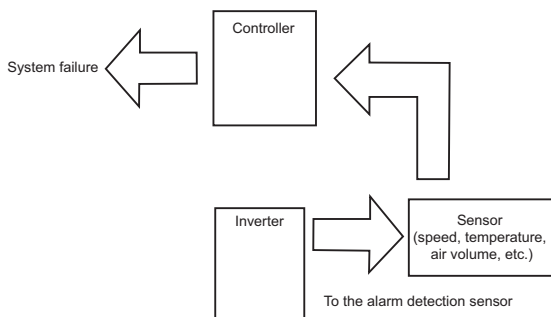 Controller
System failure
Inverter
Sensor
(speed, temperature,
air volume, etc.)
To the alarm detection sensor